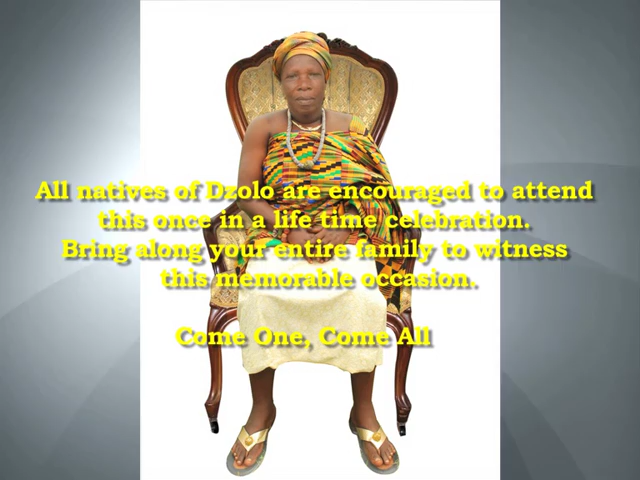 All natives of Dzolo are encouraged to attend
this once in a life time celebration.
Bring along your entire family to witness
this memorable occasion.
Come One, Come All